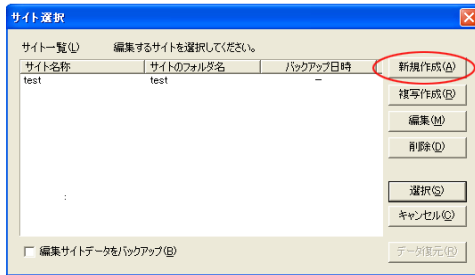 サイト選択
サイト一覧(L) 編集するサイトを選択してください。
サイト名称 サイトのフォルダ名 バックアップ日時
test test ー
新規作成(A)
複写作成(R)
編集(M)
削除(D)
選択(S)
キャンセル(C)
編集サイトデータをバックアップ(B)
データ復元(R)